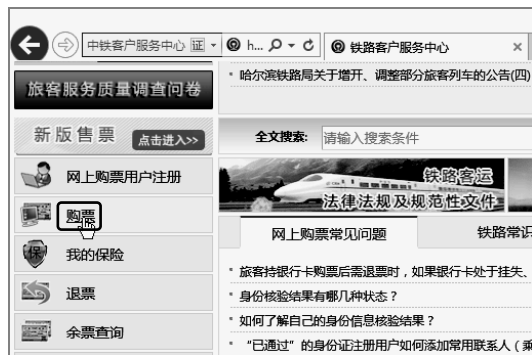 中铁客户服务中心 证
h...
铁路客户服务中心
×
旅客服务质量调查问卷
哈尔滨铁路局关于增开、调整部分旅客列车的公告(四)
新版售票 点击进入>>
全文搜索: 请输入搜索条件
网上购票用户注册
铁路客运
法律法规及规范性文件
购票
网上购票常见问题
铁路常识
我的保险
旅客持银行卡购票后需退票时，如果银行卡处于挂失、
退票
身份核验结果有哪几种状态？
如何了解自己的身份信息核验结果？
余票查询
“已通过”的身份证注册用户如何添加常用联系人（乘